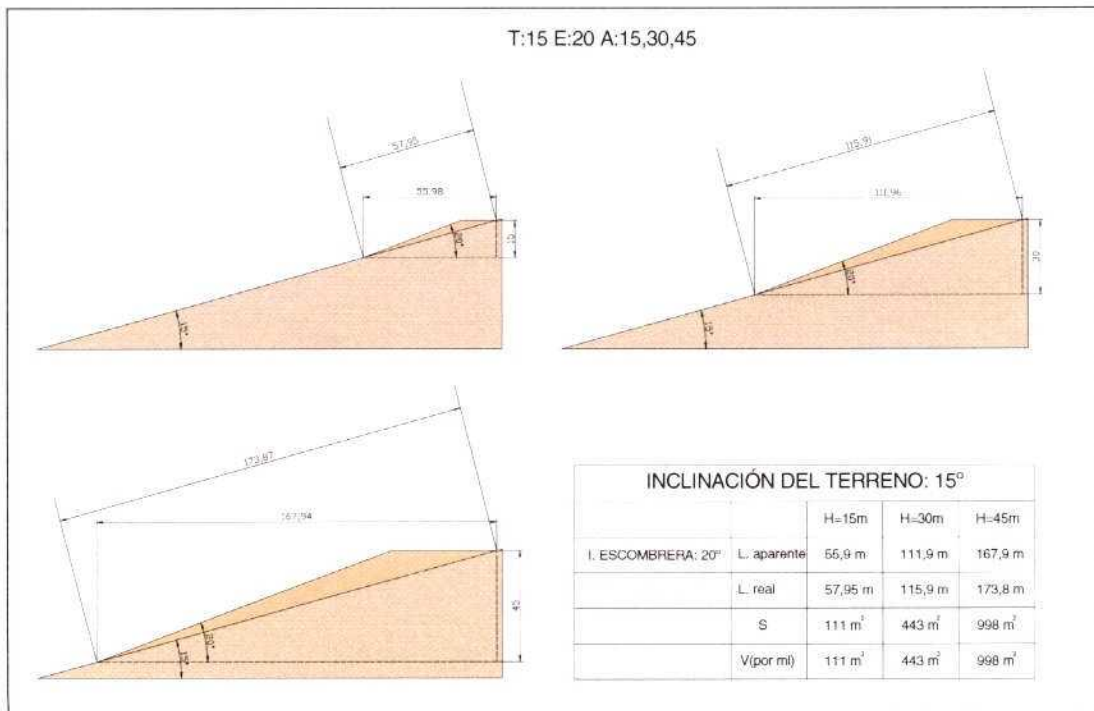 T:15 E:20 A:15,30,45
57,95
55,98
15
20°
15°
115,91
111,96
30
20°
15°
173,87
167,94
45
20°
15°
INCLINACIÓN DEL TERRENO: 15°
H=15m H=30m H=45m
I. ESCOMBRERA: 20° L. aparente 55,9 m 111,9 m 167,9 m
L. real 57,95 m 115,9 m 173,8 m
S 111 m² 443 m² 998 m²
V(por ml) 111 m³ 443 m³ 998 m³